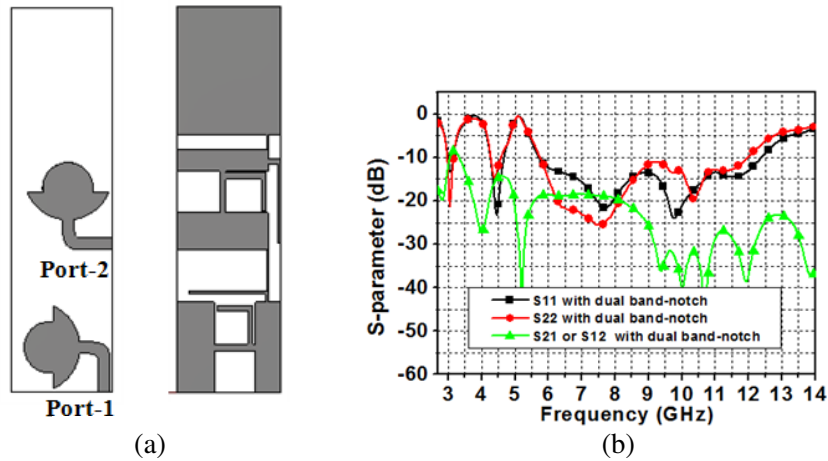 Port-2
Port-1
(a)
S-parameter (dB)
0
-10
-20
-30
-40
-50
-60
S11 with dual band-notch
S22 with dual band-notch
S21 or S12 with dual band-notch
3 4 5 6 7 8 9 10 11 12 13 14
Frequency (GHz)
(b)